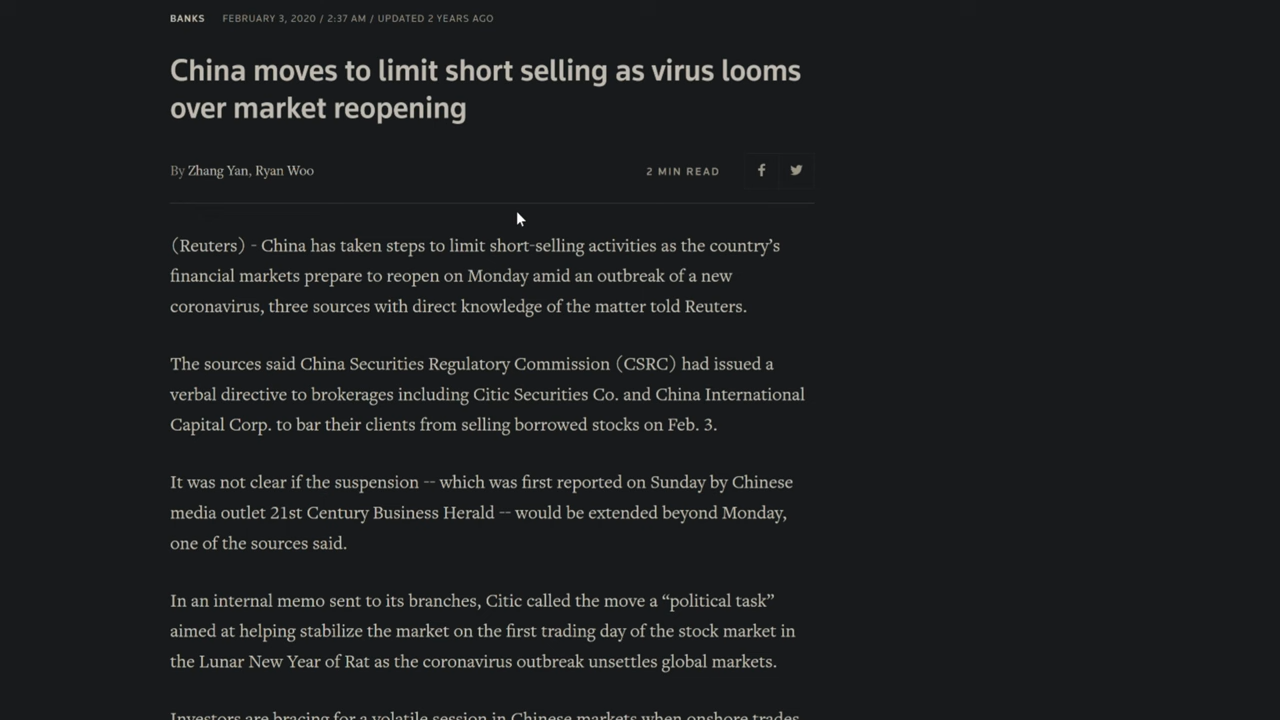 BANKS FEBRUARY 3, 2020 / 2:37 AM / UPDATED 2 YEARS AGO
China moves to limit short selling as virus looms
over market reopening
By Zhang Yan, Ryan Woo 2 MIN READ
(Reuters) - China has taken steps to limit short-selling activities as the country’s
financial markets prepare to reopen on Monday amid an outbreak of a new
coronavirus, three sources with direct knowledge of the matter told Reuters.
The sources said China Securities Regulatory Commission (CSRC) had issued a
verbal directive to brokerages including Citic Securities Co. and China International
Capital Corp. to bar their clients from selling borrowed stocks on Feb. 3.
It was not clear if the suspension -- which was first reported on Sunday by Chinese
media outlet 21st Century Business Herald -- would be extended beyond Monday,
one of the sources said.
In an internal memo sent to its branches, Citic called the move a “political task”
aimed at helping stabilize the market on the first trading day of the stock market in
the Lunar New Year of Rat as the coronavirus outbreak unsettles global markets.
Investors are bracing for a volatile session in Chinese markets when onshore trades